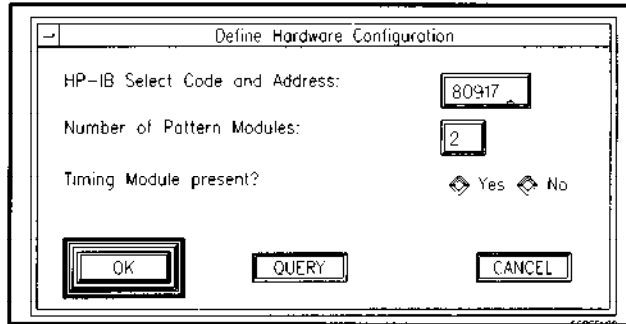 Define Hardware Configuration
HP-IB Select Code and Address:
80917
Number of Pattern Modules:
2
Timing Module present?
Yes No
OK QUERY CANCEL